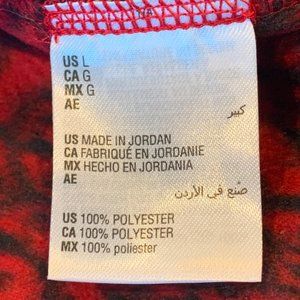 US L
CA G
MX G
AE
كبير
US MADE IN JORDAN
CA FABRIQUÉ EN JORDANIE
MX HECHO EN JORDANIA
AE
صُنع في الأردن
US 100% POLYESTER
CA 100% POLYESTER
MX 100% poliester